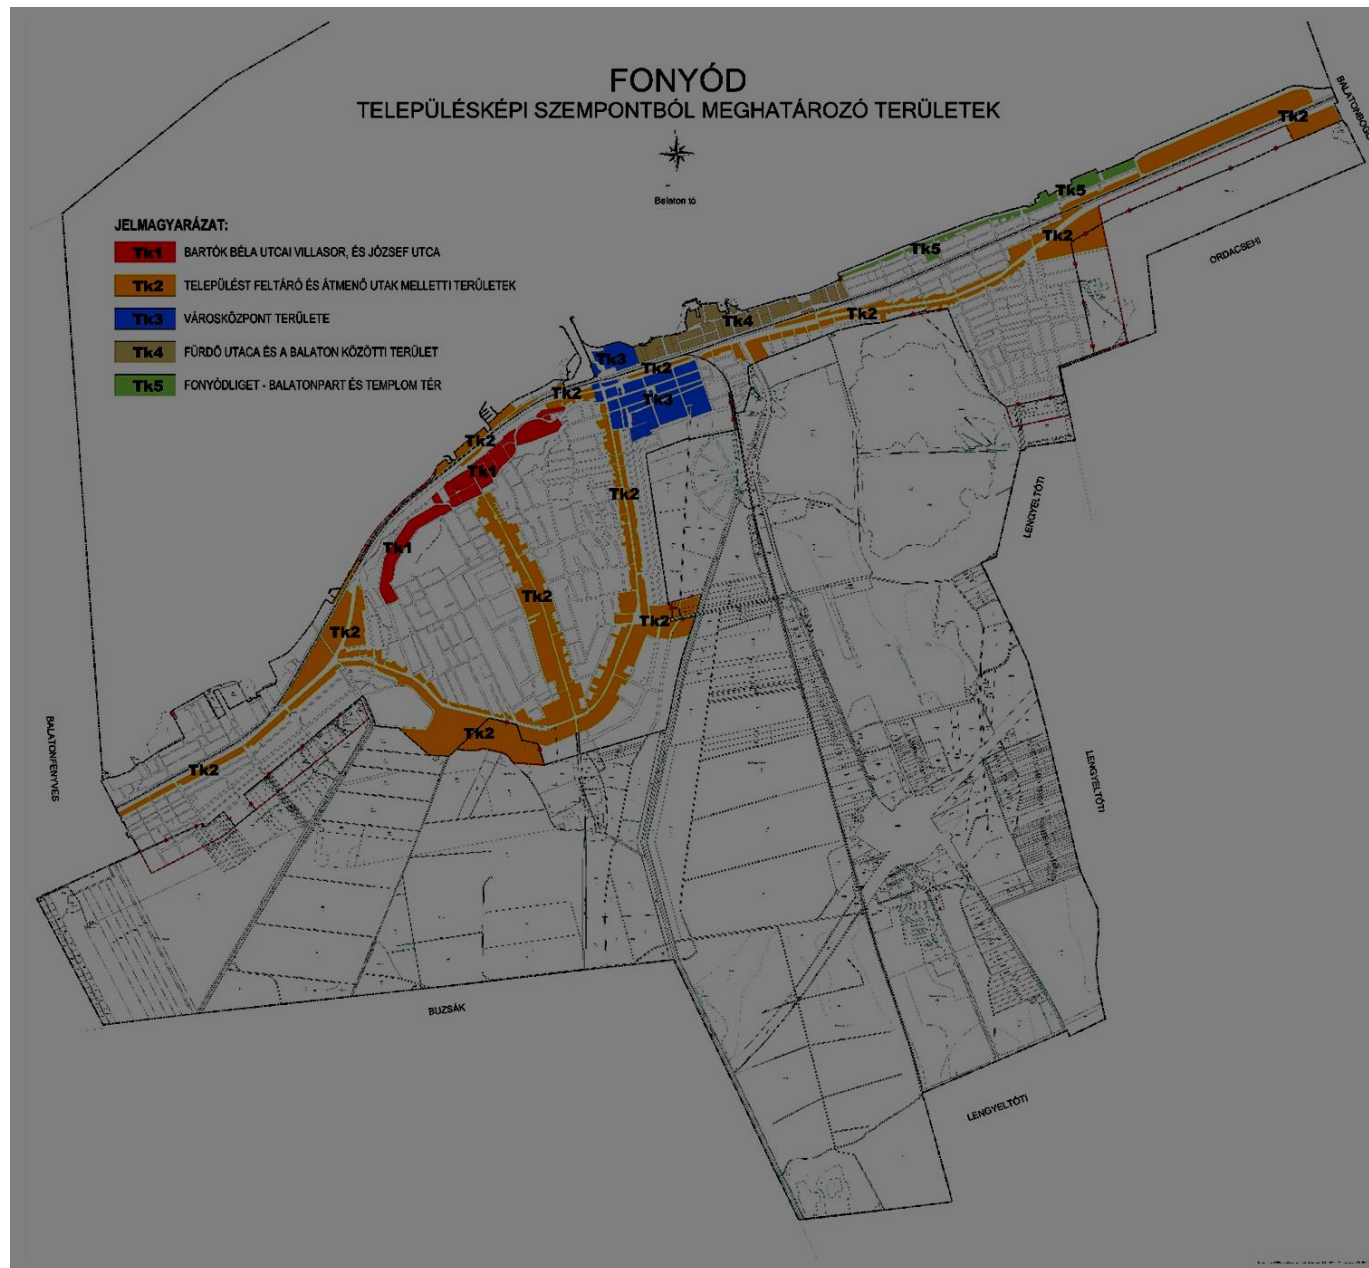 FONYÓD
TELEPÜLÉSKÉPI SZEMPONTBÓL MEGHATÁROZÓ TERÜLETEK
Balaton tó
JELMAGYARÁZAT:
Tk1 BARTÓK BÉLA UTCAI VILLASOR, ÉS JÓZSEF UTCA
Tk2 TELEPÜLÉST FELTÁRÓ ÉS ÁTMENŐ UTAK MELLETTI TERÜLETEK
Tk3 VÁROSKÖZPONT TERÜLETE
Tk4 FÜRDŐ UTACA ÉS A BALATON KÖZÖTTI TERÜLET
Tk5 FONYÓDLIGET - BALATONPART ÉS TEMPLOM TÉR
Tk2
Tk5
Tk2
Tk5
ORDACSEHI
Tk2
Tk4
Tk3
Tk2
Tk2
Tk3
Tk2
Tk1
Tk2
LENGYELTÓTI
Tk1
Tk2
Tk2
Tk2
Tk2
Tk2
BALATONFENYVES
LENGYELTÓTI
BUZSÁK
LENGYELTÓTI